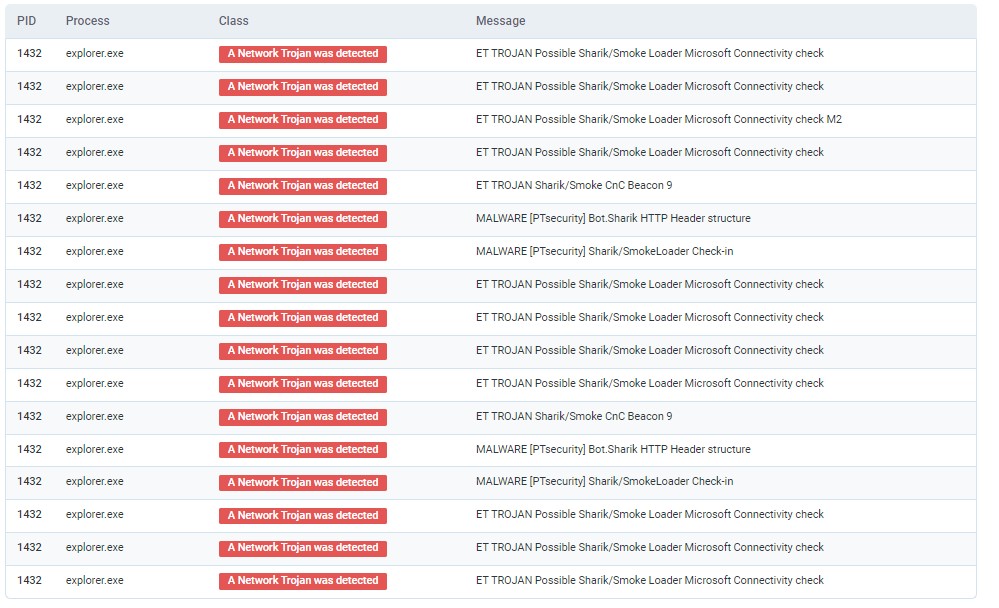 PID Process Class Message
1432 explorer.exe A Network Trojan was detected ET TROJAN Possible Sharik/Smoke Loader Microsoft Connectivity check
1432 explorer.exe A Network Trojan was detected ET TROJAN Possible Sharik/Smoke Loader Microsoft Connectivity check
1432 explorer.exe A Network Trojan was detected ET TROJAN Possible Sharik/Smoke Loader Microsoft Connectivity check M2
1432 explorer.exe A Network Trojan was detected ET TROJAN Possible Sharik/Smoke Loader Microsoft Connectivity check
1432 explorer.exe A Network Trojan was detected ET TROJAN Sharik/Smoke CnC Beacon 9
1432 explorer.exe A Network Trojan was detected MALWARE [PTsecurity] Bot.Sharik HTTP Header structure
1432 explorer.exe A Network Trojan was detected MALWARE [PTsecurity] Sharik/SmokeLoader Check-in
1432 explorer.exe A Network Trojan was detected ET TROJAN Possible Sharik/Smoke Loader Microsoft Connectivity check
1432 explorer.exe A Network Trojan was detected ET TROJAN Possible Sharik/Smoke Loader Microsoft Connectivity check
1432 explorer.exe A Network Trojan was detected ET TROJAN Possible Sharik/Smoke Loader Microsoft Connectivity check
1432 explorer.exe A Network Trojan was detected ET TROJAN Possible Sharik/Smoke Loader Microsoft Connectivity check
1432 explorer.exe A Network Trojan was detected ET TROJAN Sharik/Smoke CnC Beacon 9
1432 explorer.exe A Network Trojan was detected MALWARE [PTsecurity] Bot.Sharik HTTP Header structure
1432 explorer.exe A Network Trojan was detected MALWARE [PTsecurity] Sharik/SmokeLoader Check-in
1432 explorer.exe A Network Trojan was detected ET TROJAN Possible Sharik/Smoke Loader Microsoft Connectivity check
1432 explorer.exe A Network Trojan was detected ET TROJAN Possible Sharik/Smoke Loader Microsoft Connectivity check
1432 explorer.exe A Network Trojan was detected ET TROJAN Possible Sharik/Smoke Loader Microsoft Connectivity check